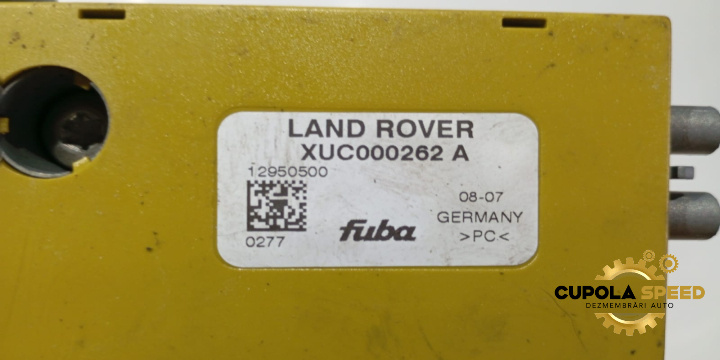 LAND ROVER
XUC000262 A
12950500
08-07
GERMANY
0277
fuba
>PC<
CUPOLA SPEED
DEZMEMBRĂRI AUTO